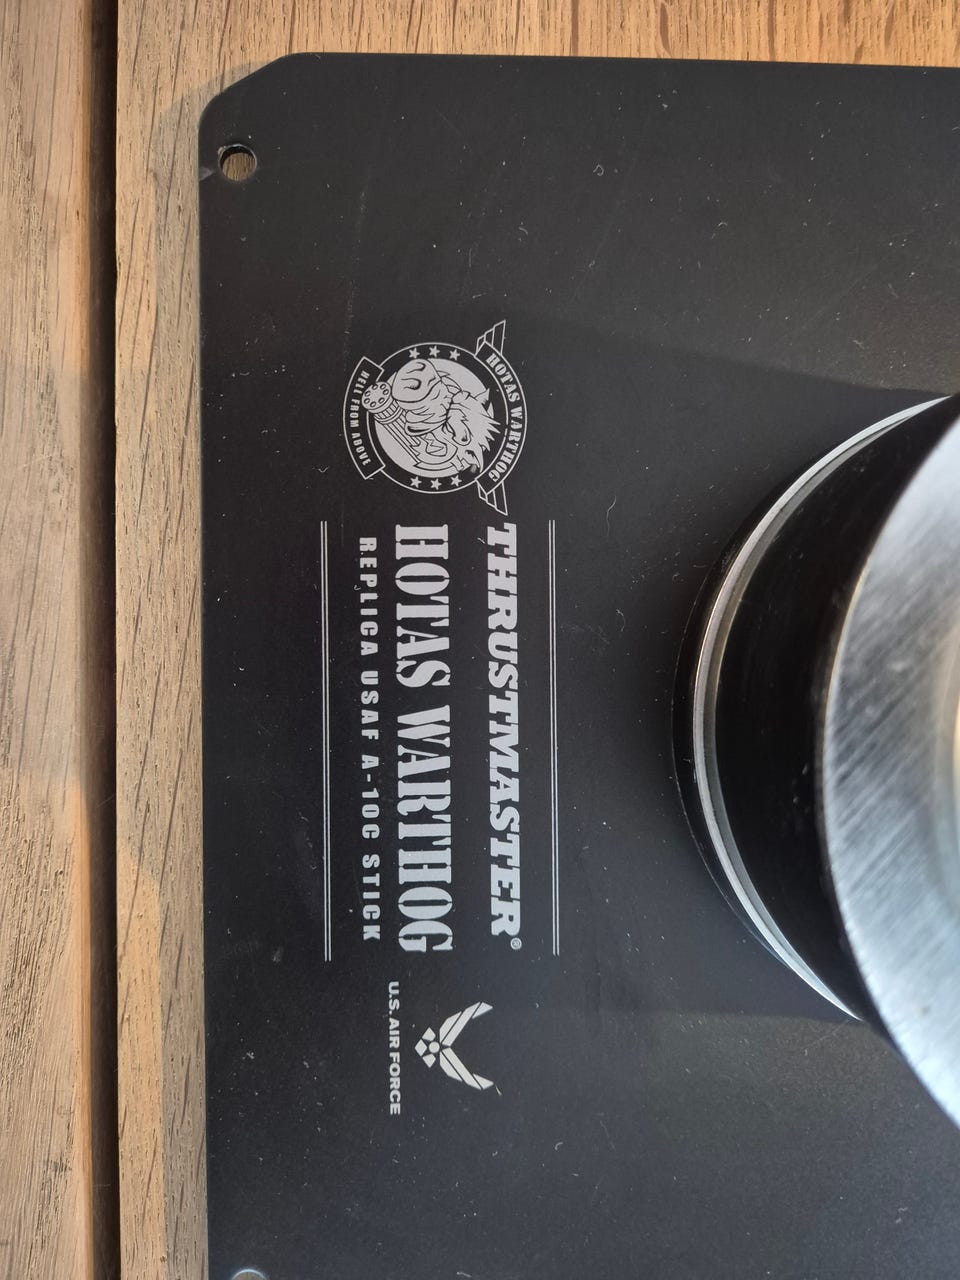 HOTAS WARTHOG
HELL FROM ABOVE
THRUSTMASTER®
HOTAS WARTHOG
REPLICA USAF A-10C STICK
U.S. AIR FORCE